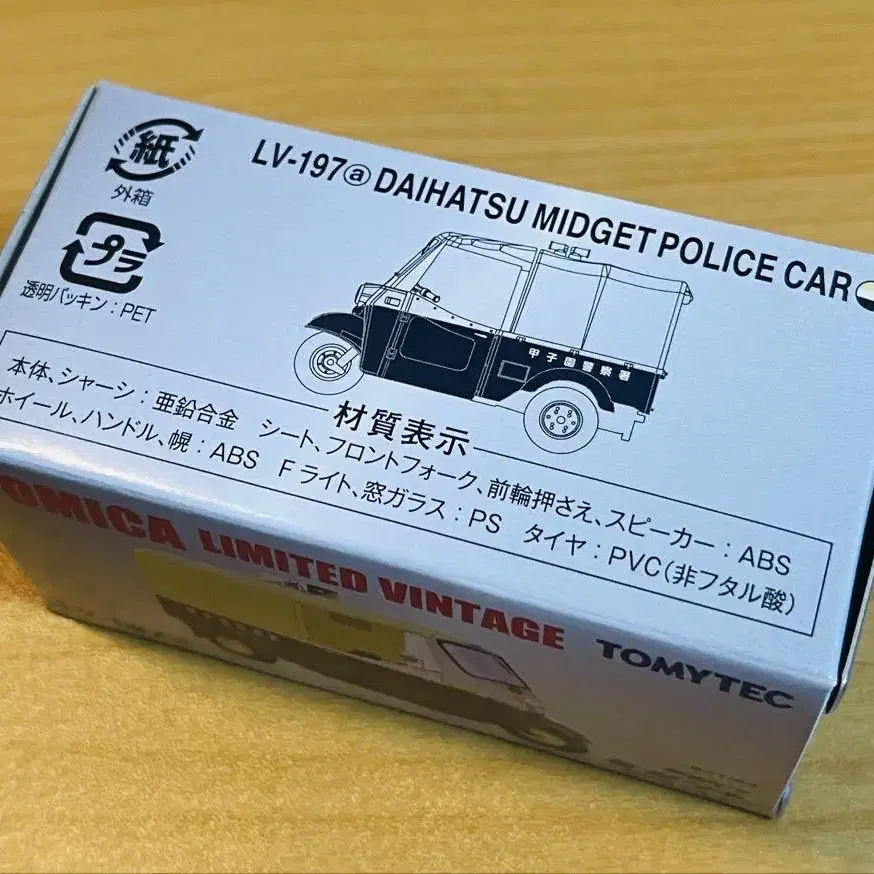 紙
外箱
プラ
透明パッキン：PET
LV-197ⓐ DAIHATSU MIDGET POLICE CAR
甲子園警察署
材質表示
本体、シャーシ：亜鉛合金　シート、フロントフォーク、前輪押さえ、スピーカー：ABS
ホイール、ハンドル、幌：ABS　Fライト、窓ガラス：PS　タイヤ：PVC（非フタル酸）
TOMICA LIMITED VINTAGE
TOMYTEC